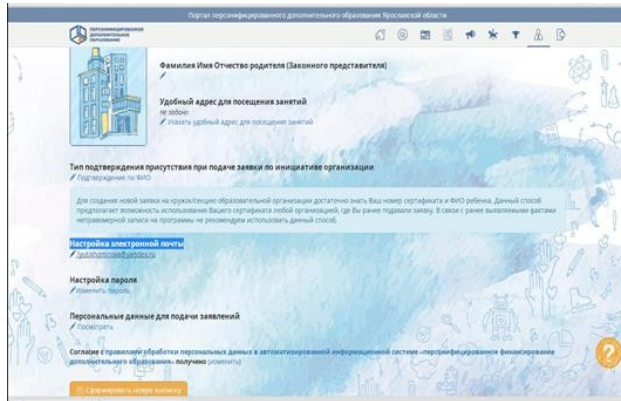 Портал персонифицированного дополнительного образования Ярославской области
ПЕРСОНИФИЦИРОВАННОЕ
ДОПОЛНИТЕЛЬНОЕ
ОБРАЗОВАНИЕ
Фамилия Имя Отчество родителя (Законного представителя)
Удобный адрес для посещения занятий
Не задано
Указать удобный адрес для посещения занятий
Тип подтверждения присутствия при подаче заявки по инициативе организации
Подтверждение по ФИО
Для создания новой заявки на кружок/секцию образовательной организации достаточно знать Ваш номер сертификата и ФИО ребенка. Данный способ
предполагает возможность использования Вашего сертификата любой организацией, где Вы ранее подавали заявку. В связи с ранее выявляемыми фактами
неправомерной записи на программы не рекомендуем использовать данный способ.
Настройка электронной почты
Настройка пароля
Изменить пароль
Персональные данные для подачи заявлений
Посмотреть
Согласие с правилами обработки персональных данных в автоматизированной информационной системе «персонифицированное финансирование
дополнительного образования» получено (изменить)
Сформировать новую выписку